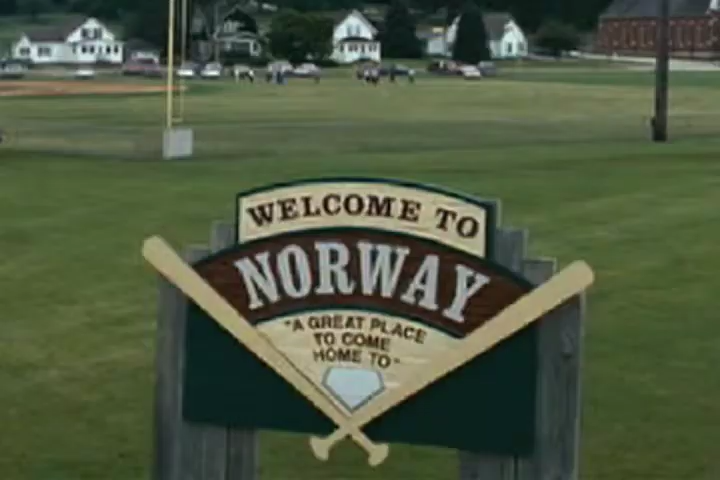 WELCOME TO
NORWAY
"A GREAT PLACE
TO COME
HOME TO"